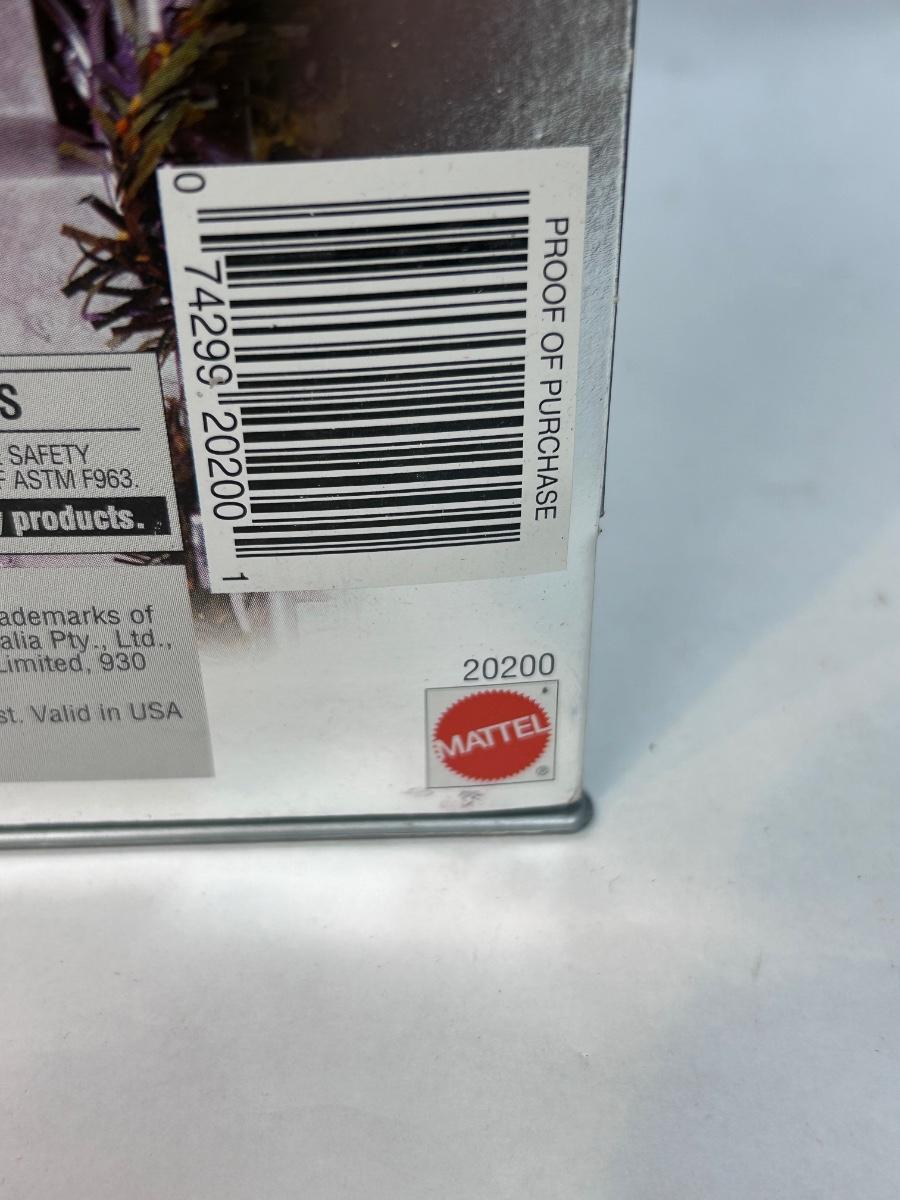 0
74299 20200
1
PROOF OF PURCHASE
S
SAFETY
F ASTM F963.
products.
ademarks of
alia Pty., Ltd.,
Limited, 930
st. Valid in USA
20200
MATTEL
®